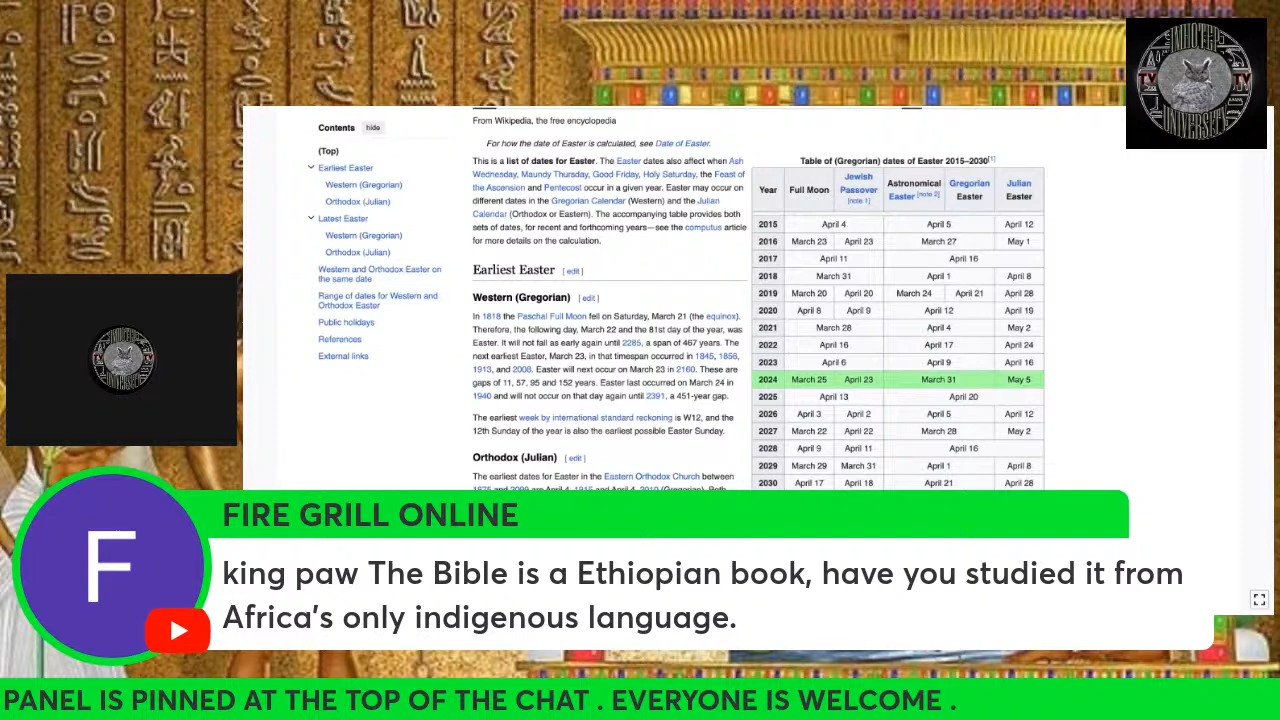 IMHOTEP
TV TV
UNIVERSITY
Contents hide
(Top)
Earliest Easter
Western (Gregorian)
Orthodox (Julian)
Latest Easter
Western (Gregorian)
Orthodox (Julian)
Western and Orthodox Easter on
the same date
Range of dates for Western and
Orthodox Easter
Public holidays
References
External links
From Wikipedia, the free encyclopedia
For how the date of Easter is calculated, see Date of Easter.
This is a list of dates for Easter. The Easter dates also affect when Ash
Wednesday, Maundy Thursday, Good Friday, Holy Saturday, the Feast of
the Ascension and Pentecost occur in a given year. Easter may occur on
different dates in the Gregorian Calendar (Western) and the Julian
Calendar (Orthodox or Eastern). The accompanying table provides both
sets of dates, for recent and forthcoming years—see the computus article
for more details on the calculation.
Earliest Easter [ edit ]
Western (Gregorian) [ edit ]
In 1818 the Paschal Full Moon fell on Saturday, March 21 (the equinox).
Therefore, the following day, March 22 and the 81st day of the year, was
Easter. It will not fall as early again until 2285, a span of 467 years. The
next earliest Easter, March 23, in that timespan occurred in 1845, 1856,
1913, and 2008. Easter will next occur on March 23 in 2160. These are
gaps of 11, 57, 95 and 152 years. Easter last occurred on March 24 in
1940 and will not occur on that day again until 2391, a 451-year gap.
The earliest week by international standard reckoning is W12, and the
12th Sunday of the year is also the earliest possible Easter Sunday.
Orthodox (Julian) [ edit ]
The earliest dates for Easter in the Eastern Orthodox Church between
Table of (Gregorian) dates of Easter 2015–2030[1]
Year Full Moon Jewish Passover [note 1] Astronomical Easter [note 2] Gregorian Easter Julian Easter
2015 April 4 April 5 April 12
2016 March 23 April 23 March 27 May 1
2017 April 11 April 16
2018 March 31 April 1 April 8
2019 March 20 April 20 March 24 April 21 April 28
2020 April 8 April 9 April 12 April 19
2021 March 28 April 4 May 2
2022 April 16 April 17 April 24
2023 April 6 April 9 April 16
2024 March 25 April 23 March 31 May 5
2025 April 13 April 20
2026 April 3 April 2 April 5 April 12
2027 March 22 April 22 March 28 May 2
2028 April 9 April 11 April 16
2029 March 29 March 31 April 1 April 8
2030 April 17 April 18 April 21 April 28
F
FIRE GRILL ONLINE
king paw The Bible is a Ethiopian book, have you studied it from
Africa's only indigenous language.
PANEL IS PINNED AT THE TOP OF THE CHAT . EVERYONE IS WELCOME .